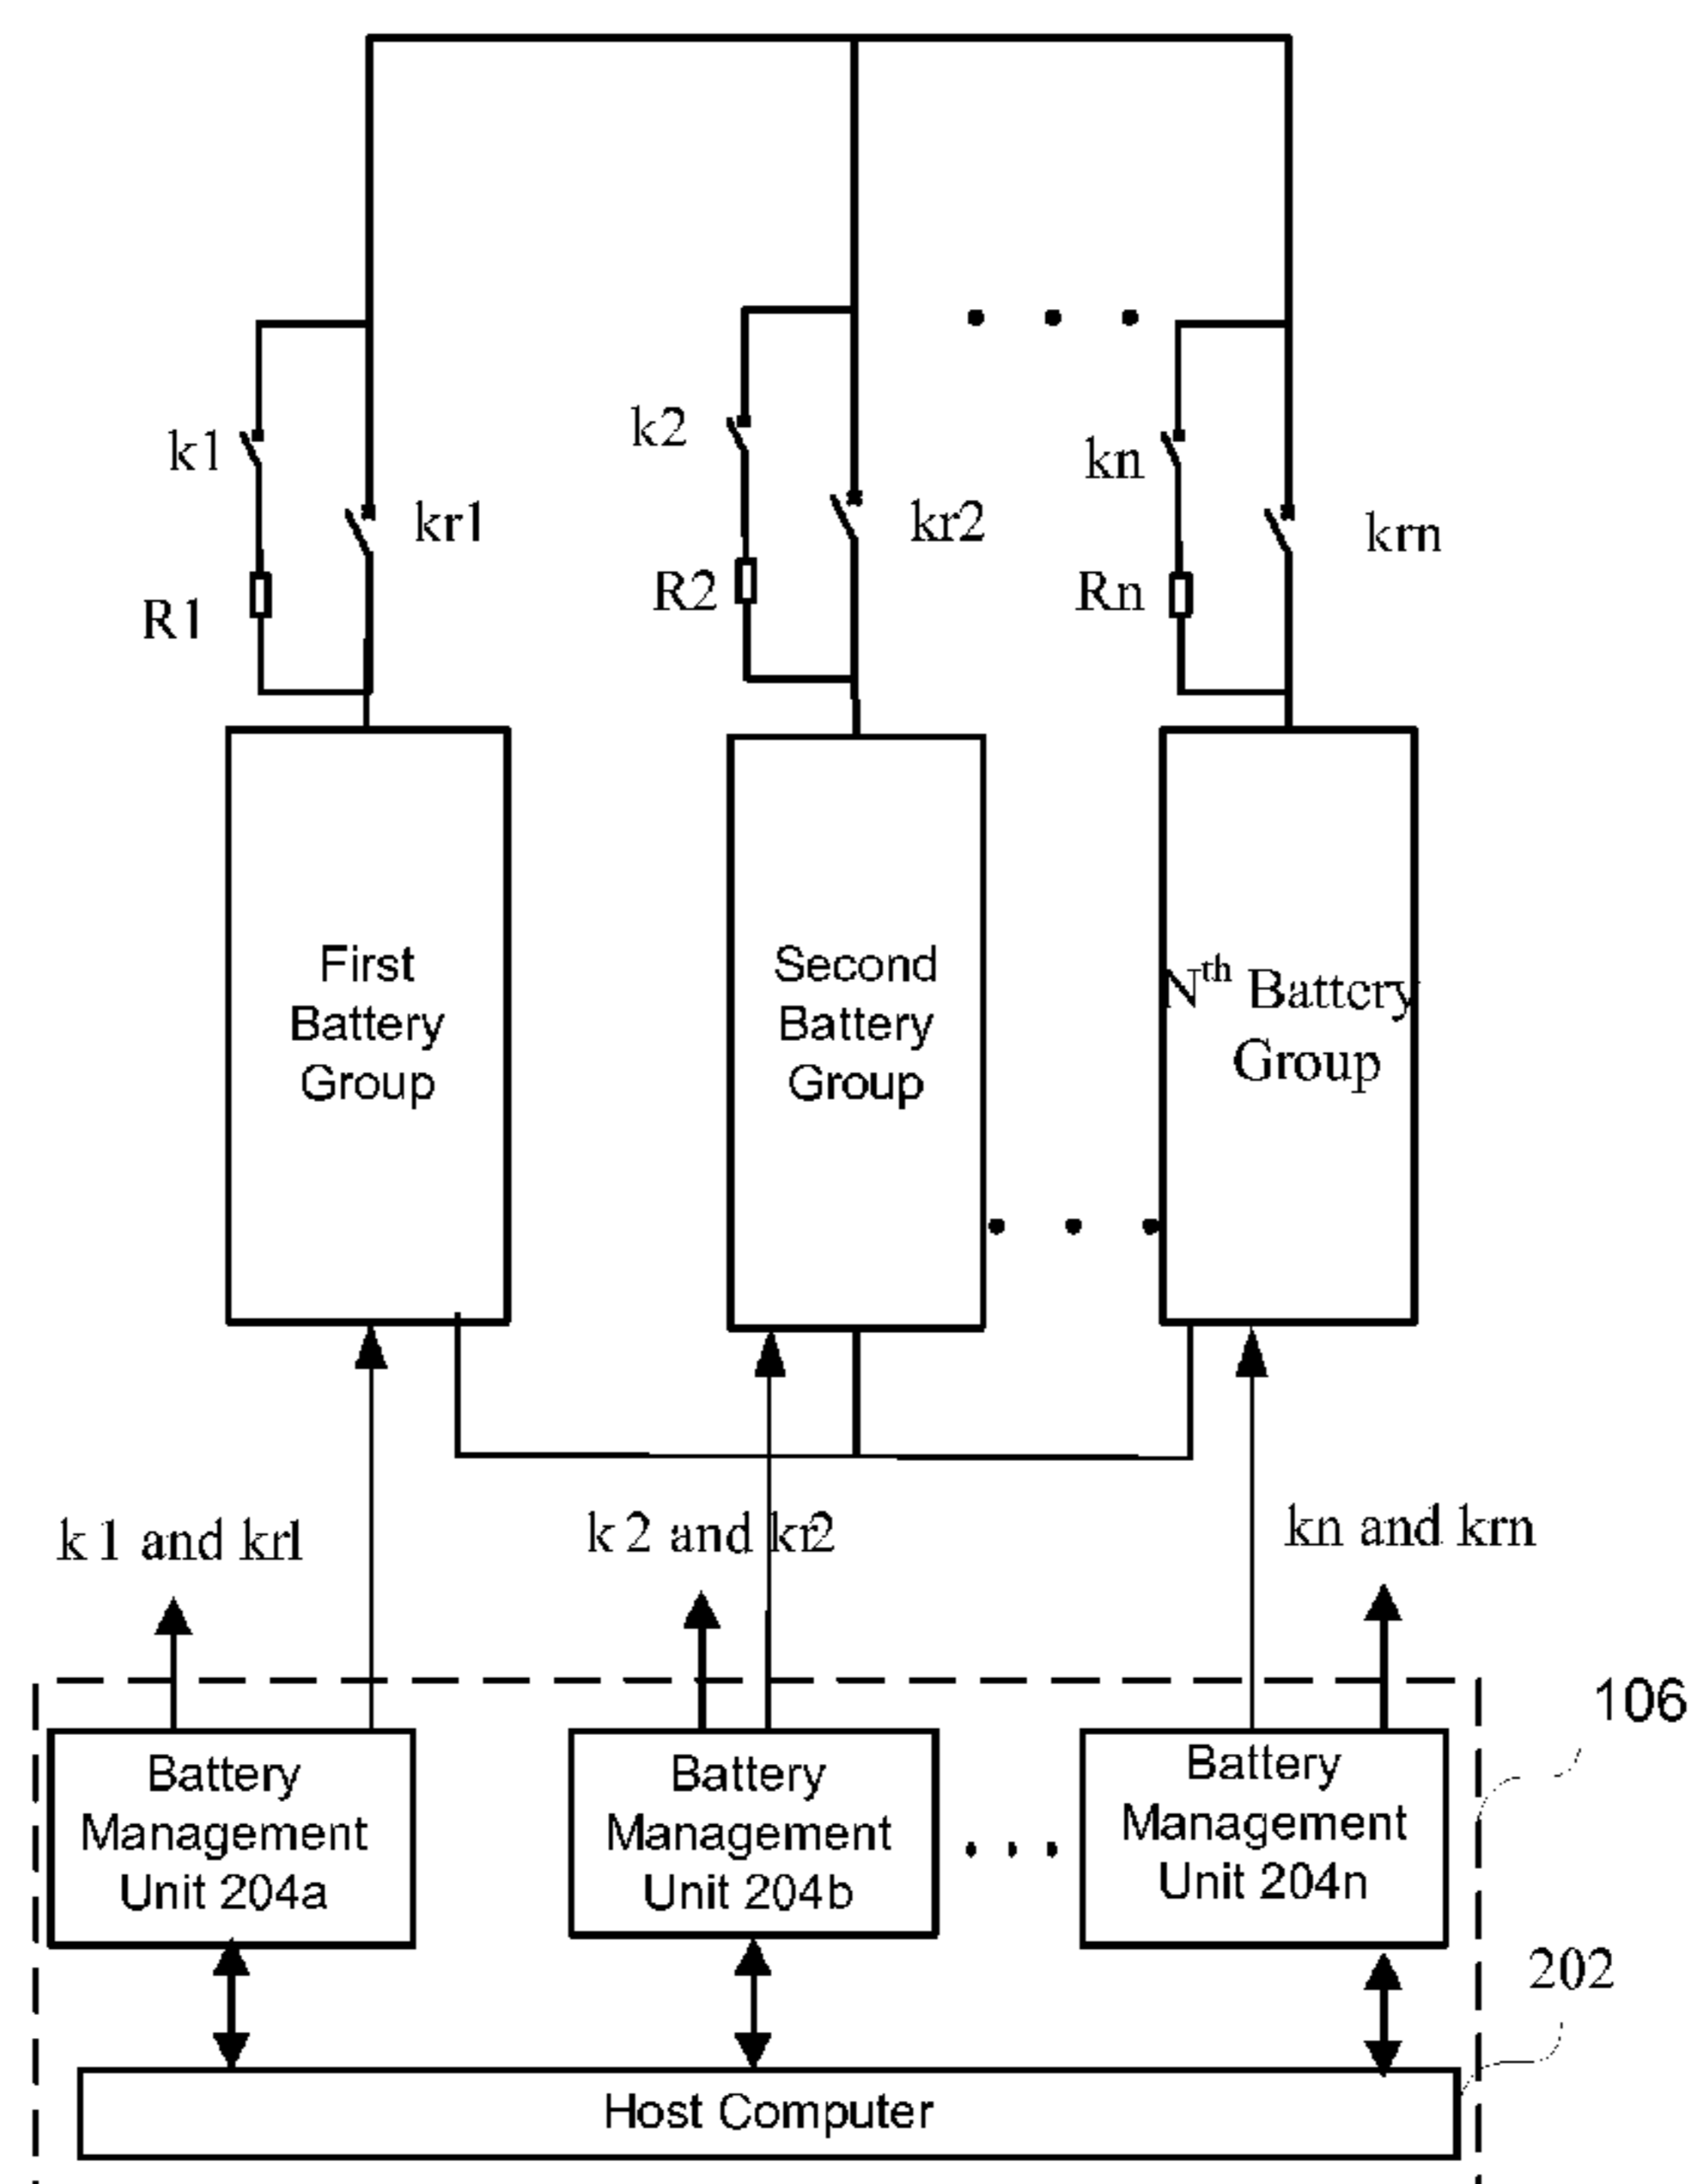 k1
kr1
R1
k2
kr2
R2
kn
krn
Rn
First
Battery
Group
Second
Battery
Group
Nth Battery
Group
k1 and kr1
k2 and kr2
kn and krn
106
Battery
Management
Unit 204a
Battery
Management
Unit 204b
Battery
Management
Unit 204n
202
Host Computer